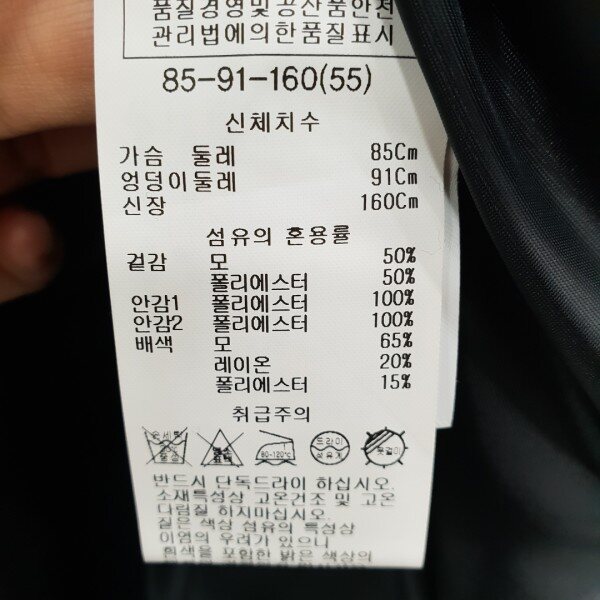 품질경영및공산품안전
관리법에의한품질표시
85-91-160(55)
신체치수
가슴 둘레 85Cm
엉덩이둘레 91Cm
신장 160Cm
섬유의 혼용률
겉감 모 50%
폴리에스터 50%
안감1 폴리에스터 100%
안감2 폴리에스터 100%
배색 모 65%
레이온 20%
폴리에스터 15%
취급주의
80-120℃ 드라이
반드시 단독드라이 하십시오.
소재특성상 고온건조 및 고온
다림질 하지마십시오.
짙은 색상 섬유의 특성상
이염의 우려가 있으니
흰색을 포함한 밝은 색상의